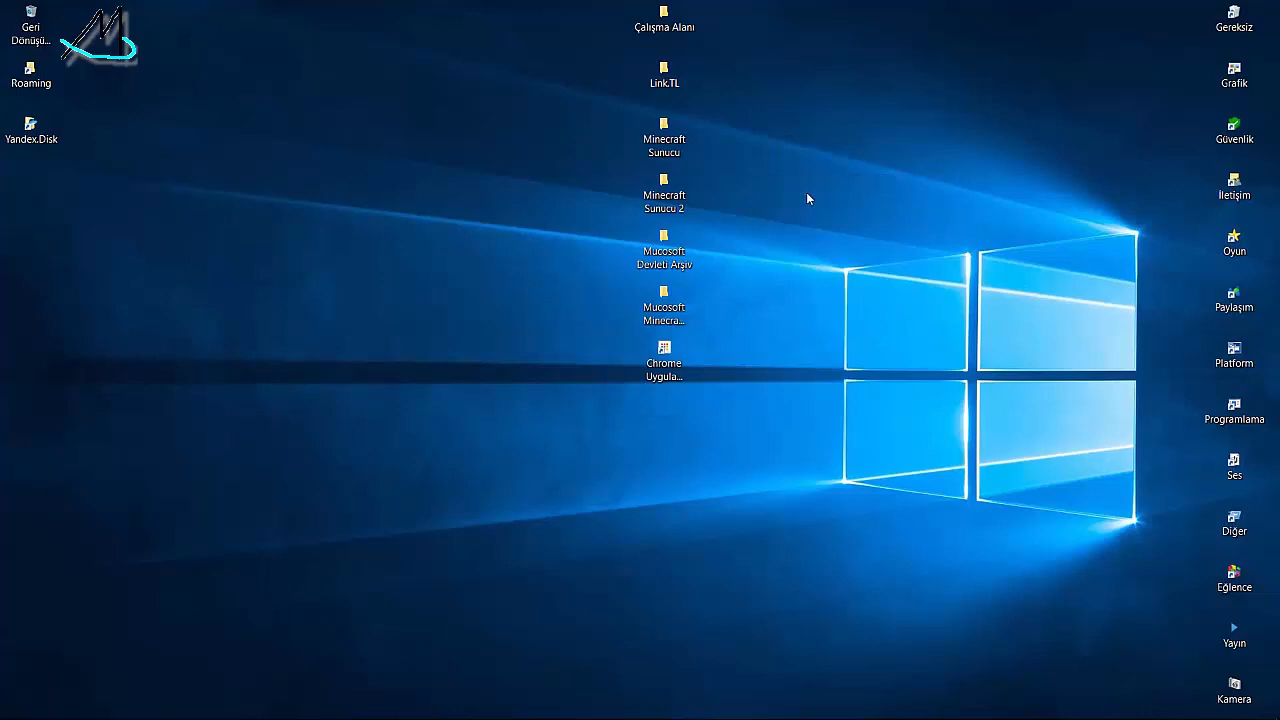 Geri
Dönüşü...
Roaming
Yandex.Disk
Çalışma Alanı
Link.TL
Minecraft
Sunucu
Minecraft
Sunucu 2
Mucosoft
Devleti Arşiv
Mucosoft
Minecra...
Chrome
Uygula...
Gereksiz
Grafik
Güvenlik
İletişim
Oyun
Paylaşım
Platform
Programlama
Ses
Diğer
Eğlence
Yayın
Kamera